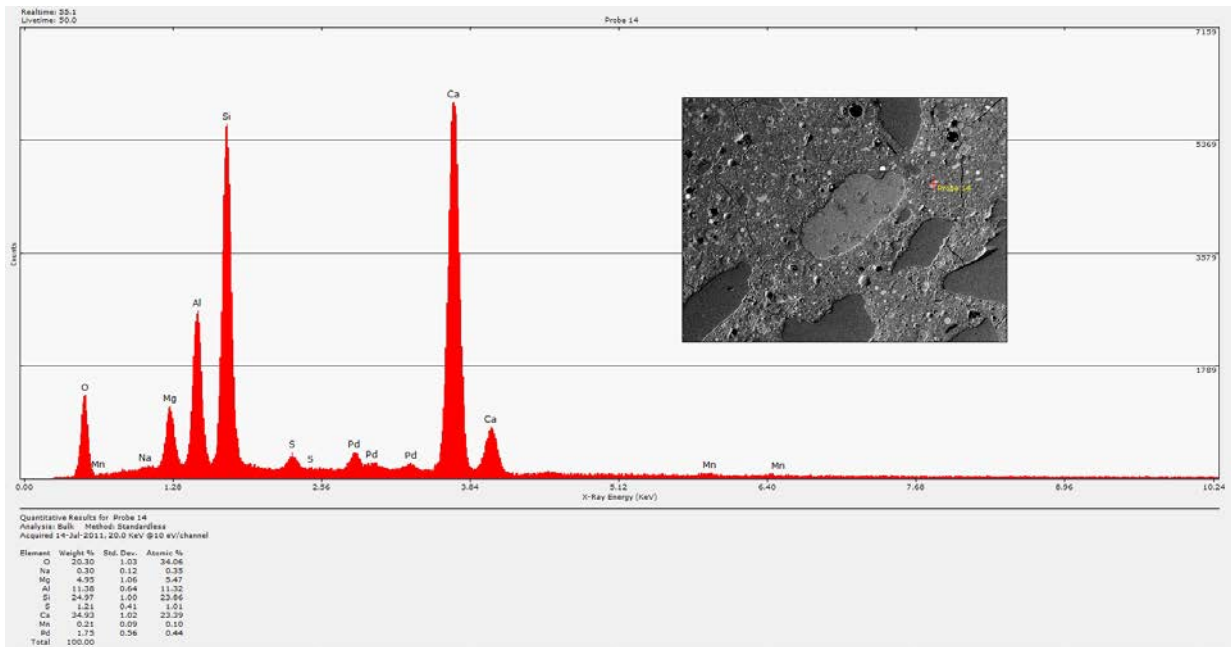 Realtime: 55.1
Livetime: 50.0
Probe 14
7159
Ca
Si
5369
Probe 14
Counts
3579
Al
1789
O
Mg
Ca
S
Pd
Mn
Na
S
Pd
Pd
Mn
Mn
0.00 1.28 2.56 3.84 5.12 6.40 7.68 8.96 10.24
X-Ray Energy (KeV)
Quantitative Results for Probe 14
Analysis: Bulk Method: Standardless
Acquired 14-Jul-2011, 20.0 KeV @10 eV/channel
Element Weight % Std. Dev. Atomic %
O 20.30 1.03 34.06
Na 0.30 0.12 0.35
Mg 4.95 1.06 5.47
Al 11.38 0.64 11.32
Si 24.97 1.00 23.86
S 1.21 0.41 1.01
Ca 34.93 1.02 23.39
Mn 0.21 0.09 0.10
Pd 1.75 0.56 0.44
Total 100.00